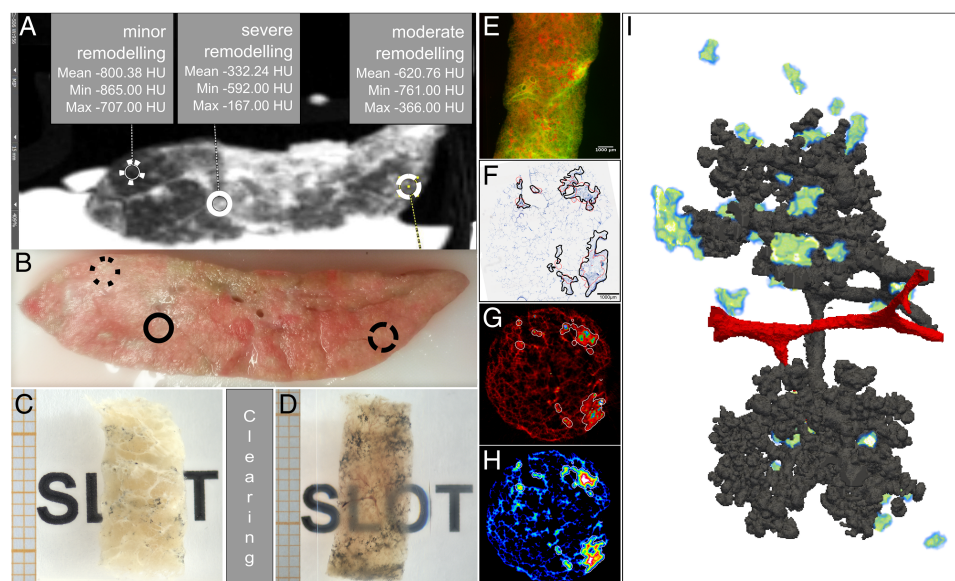 A
minor
remodelling
Mean -800.38 HU
Min -865.00 HU
Max -707.00 HU
severe
remodelling
Mean -332.24 HU
Min -592.00 HU
Max -167.00 HU
moderate
remodelling
Mean -620.76 HU
Min -761.00 HU
Max -366.00 HU
B
C
SLOT
Clearing
D
SLOT
E
1000 µm
F
1000µm
G
H
I